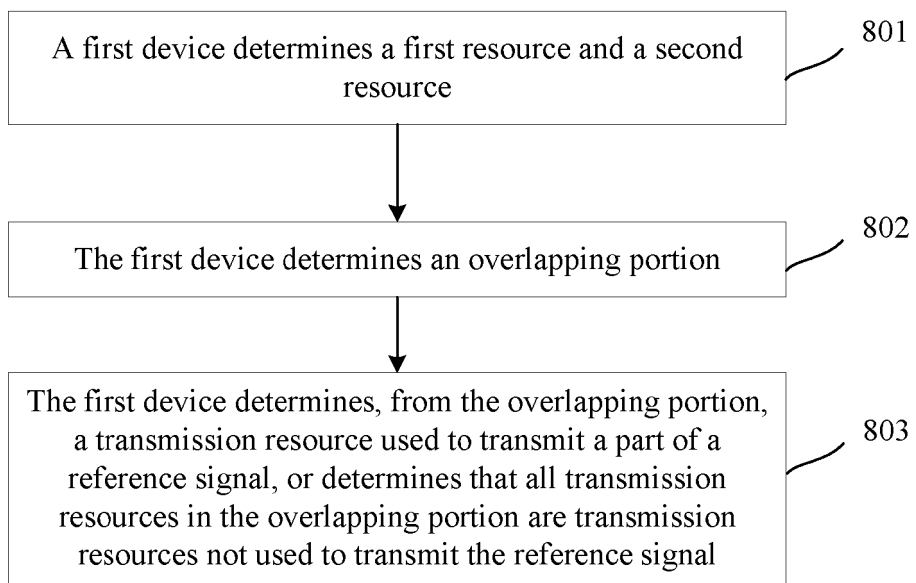 A first device determines a first resource and a second
resource
801
The first device determines an overlapping portion
802
The first device determines, from the overlapping portion,
a transmission resource used to transmit a part of a
reference signal, or determines that all transmission
resources in the overlapping portion are transmission
resources not used to transmit the reference signal
803